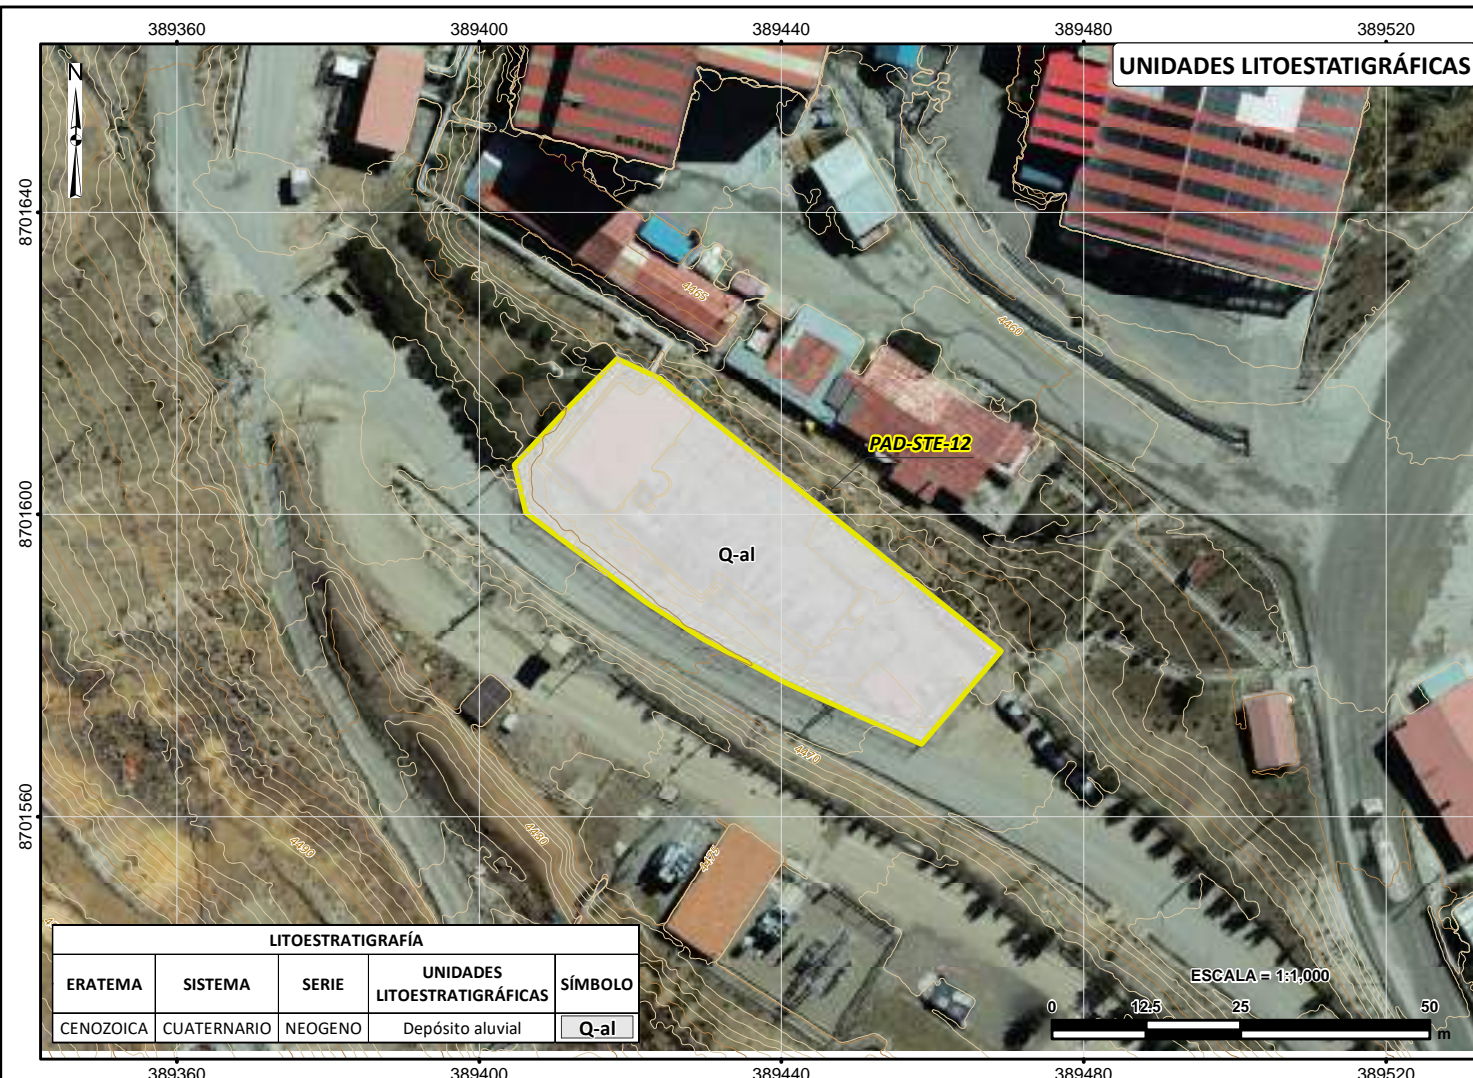 389360 389400 389440 389480 389520
UNIDADES LITOESTATIGRÁFICAS
N
8701640
8701600
8701560
4465
4460
PAD-STE-12
Q-al
4470
4475
4480
4490
LITOESTRATIGRAFÍA
ERATEMA SISTEMA SERIE UNIDADES LITOESTRATIGRÁFICAS SÍMBOLO
CENOZOICA CUATERNARIO NEOGENO Depósito aluvial Q-al
ESCALA = 1:1,000
0 12.5 25 50
m
389360 389400 389440 389480 389520